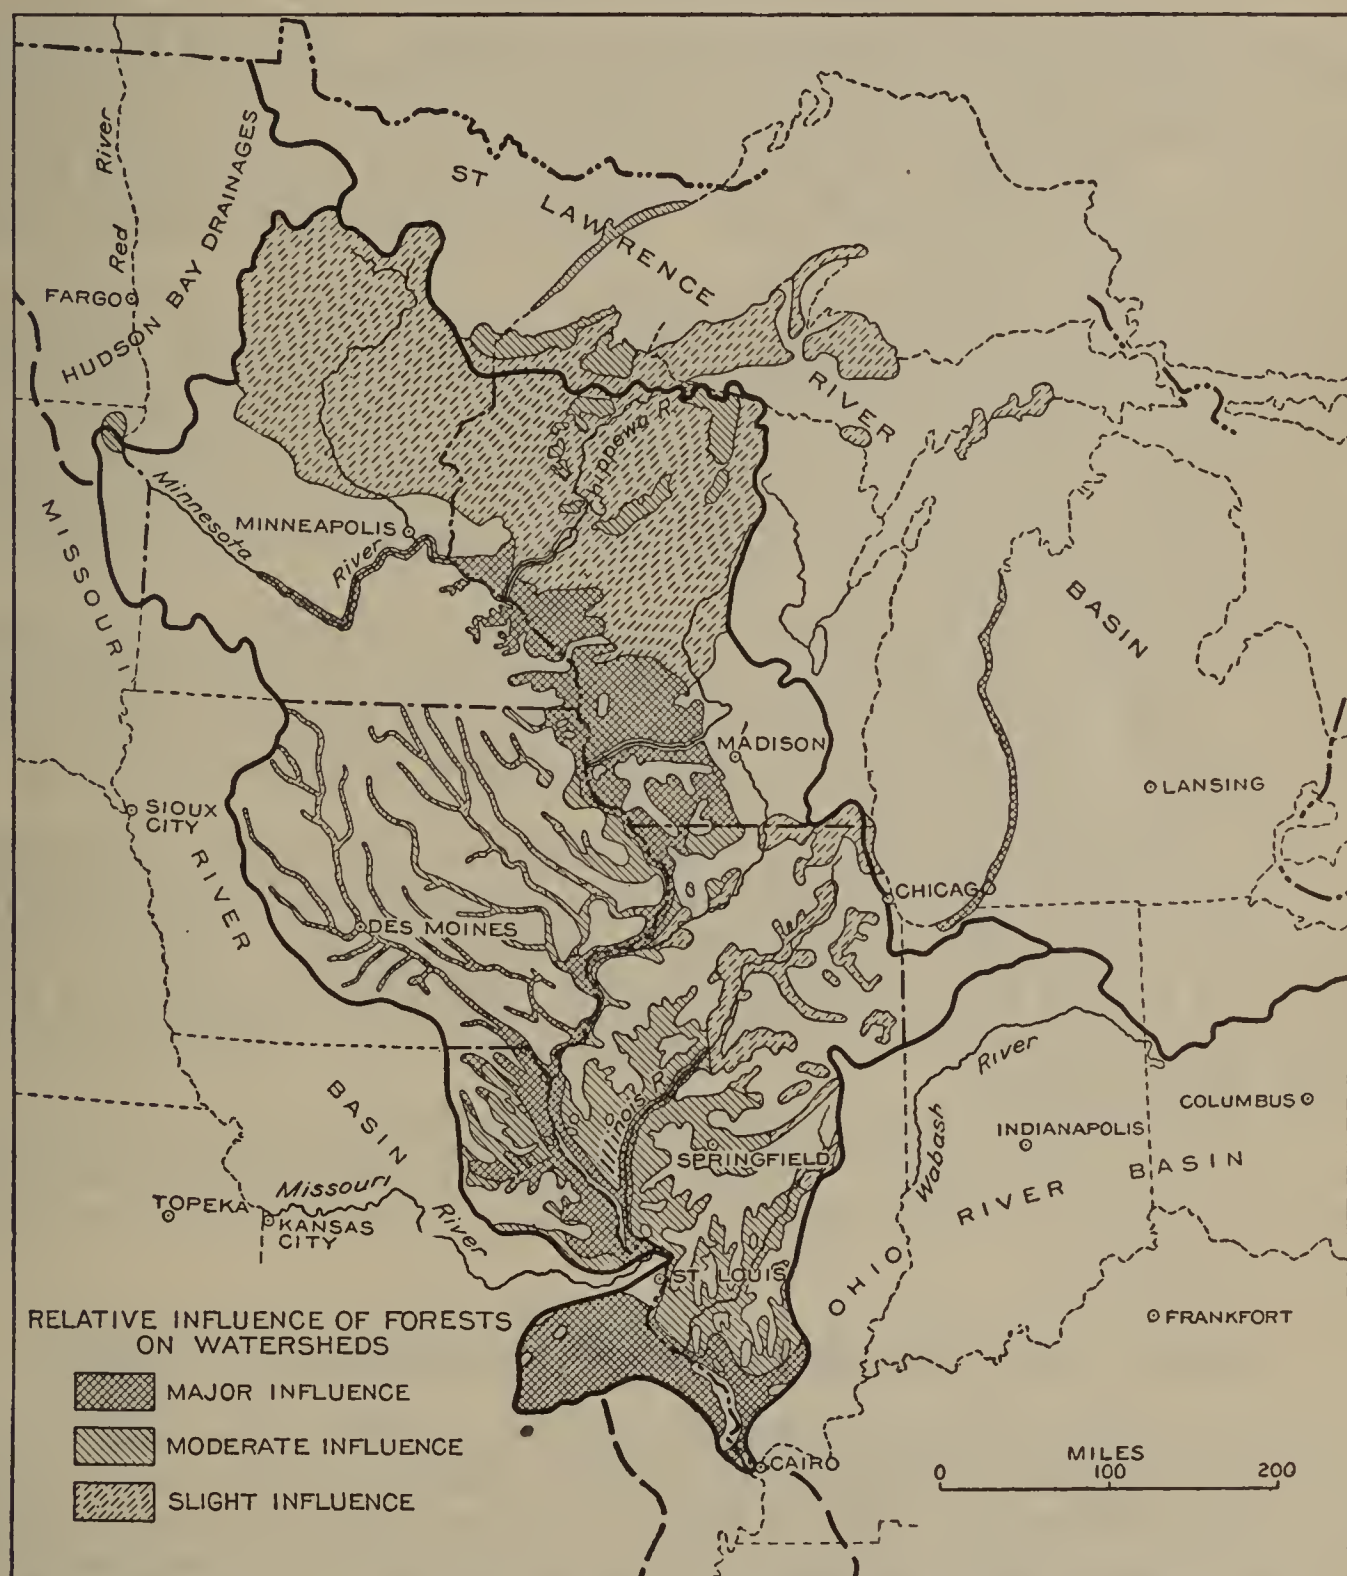 Red River
ST LAWRENCE RIVER BASIN
HUDSON BAY DRAINAGES
FARGO
Chippewa R.
Minnesota River
MINNEAPOLIS
MISSOURI RIVER BASIN
MADISON
LANSING
SIOUX
CITY
CHICAGO
DES MOINES
Wabash River
Illinois R.
COLUMBUS
INDIANAPOLIS
SPRINGFIELD
OHIO RIVER BASIN
TOPEKA
Missouri River
KANSAS
CITY
ST. LOUIS
FRANKFORT
RELATIVE INFLUENCE OF FORESTS
ON WATERSHEDS
MAJOR INFLUENCE
MODERATE INFLUENCE
SLIGHT INFLUENCE
CAIRO
MILES
0 100 200